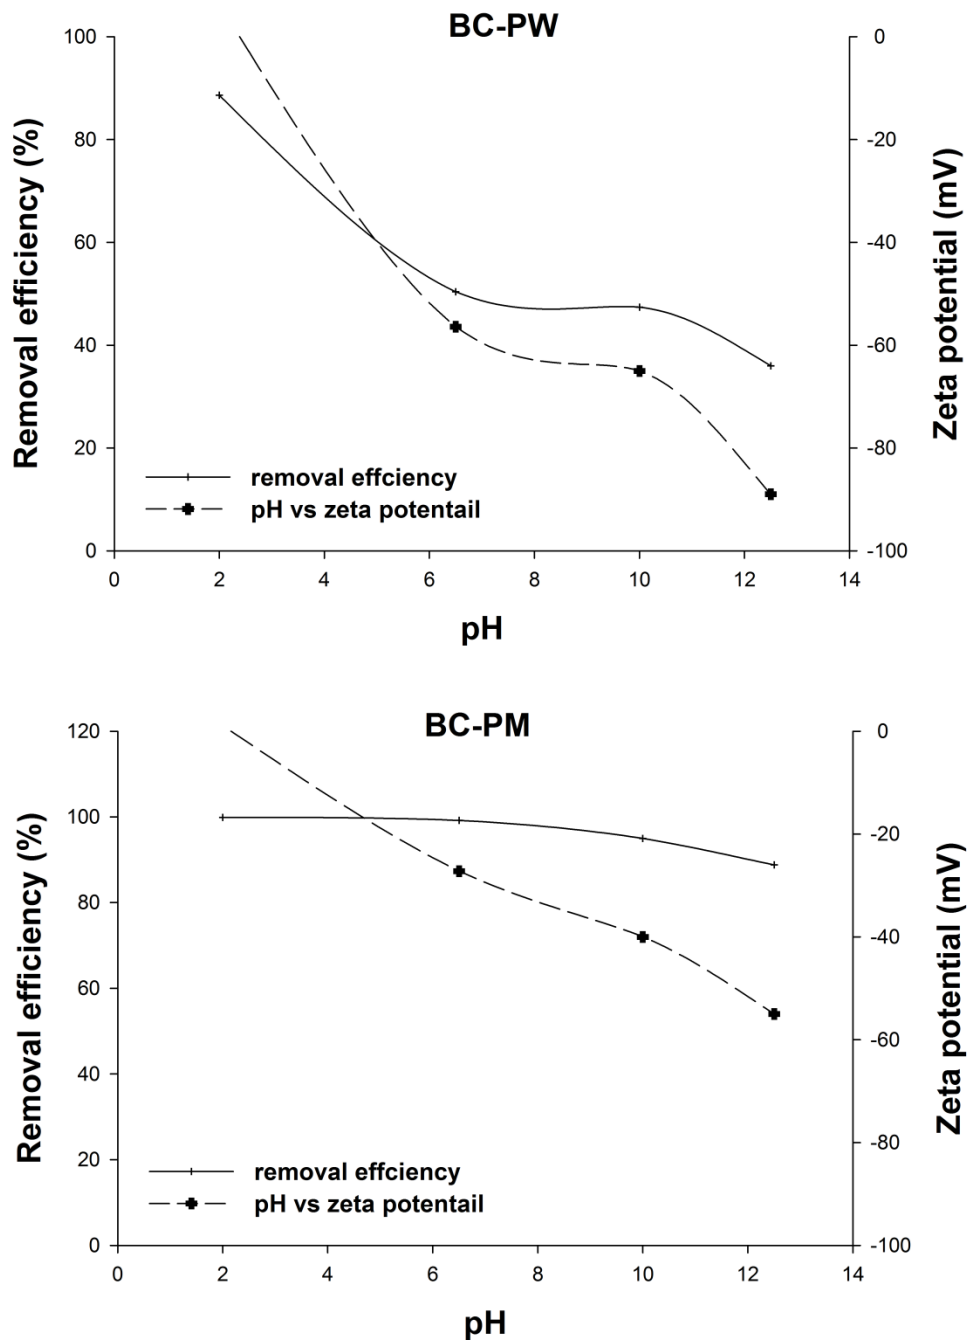 BC-PW
100
80
60
40
20
0
Removal efficiency (%)
0
-20
-40
-60
-80
-100
Zeta potential (mV)
removal effciency
pH vs zeta potentail
0 2 4 6 8 10 12 14
pH
BC-PM
120
100
80
60
40
20
0
Removal efficiency (%)
0
-20
-40
-60
-80
-100
Zeta potential (mV)
removal effciency
pH vs zeta potentail
0 2 4 6 8 10 12 14
pH